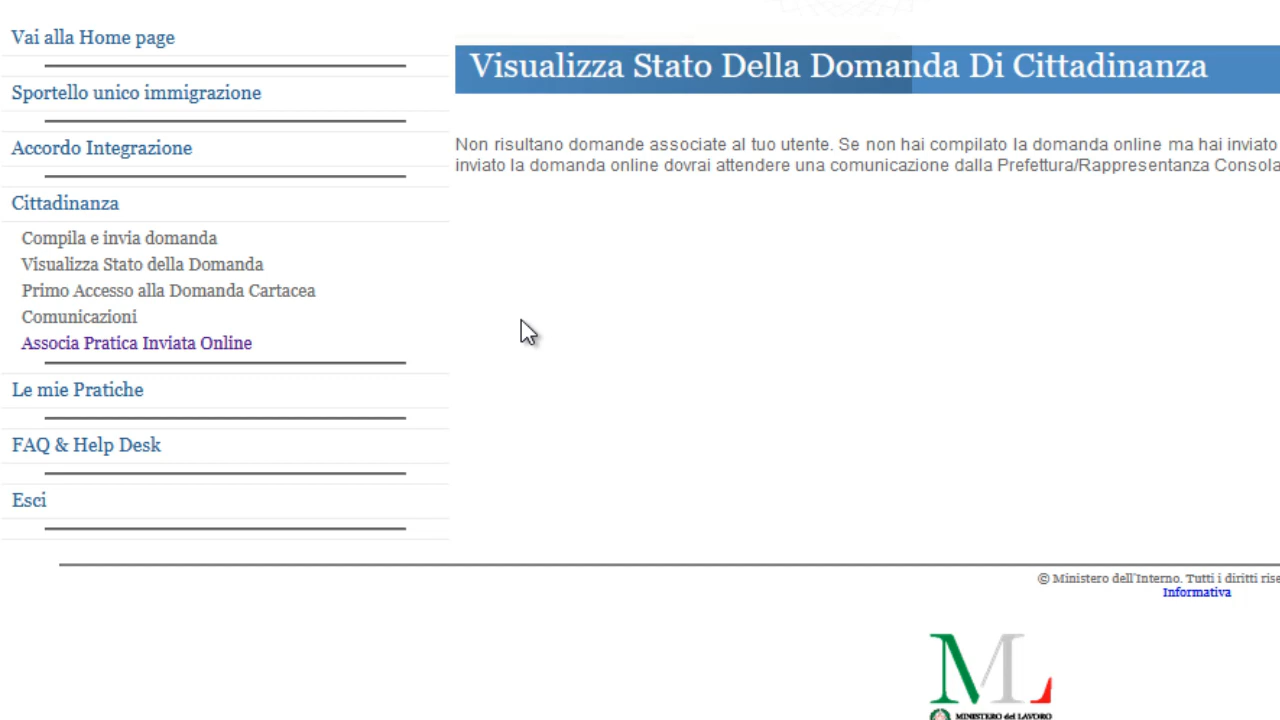 Vai alla Home page
Sportello unico immigrazione
Accordo Integrazione
Cittadinanza
Compila e invia domanda
Visualizza Stato della Domanda
Primo Accesso alla Domanda Cartacea
Comunicazioni
Associa Pratica Inviata Online
Le mie Pratiche
FAQ & Help Desk
Esci
Visualizza Stato Della Domanda Di Cittadinanza
Non risultano domande associate al tuo utente. Se non hai compilato la domanda online ma hai inviato
inviato la domanda online dovrai attendere una comunicazione dalla Prefettura/Rappresentanza Consola
© Ministero dell'Interno. Tutti i diritti rise
Informativa
ML
MINISTERO del LAVORO